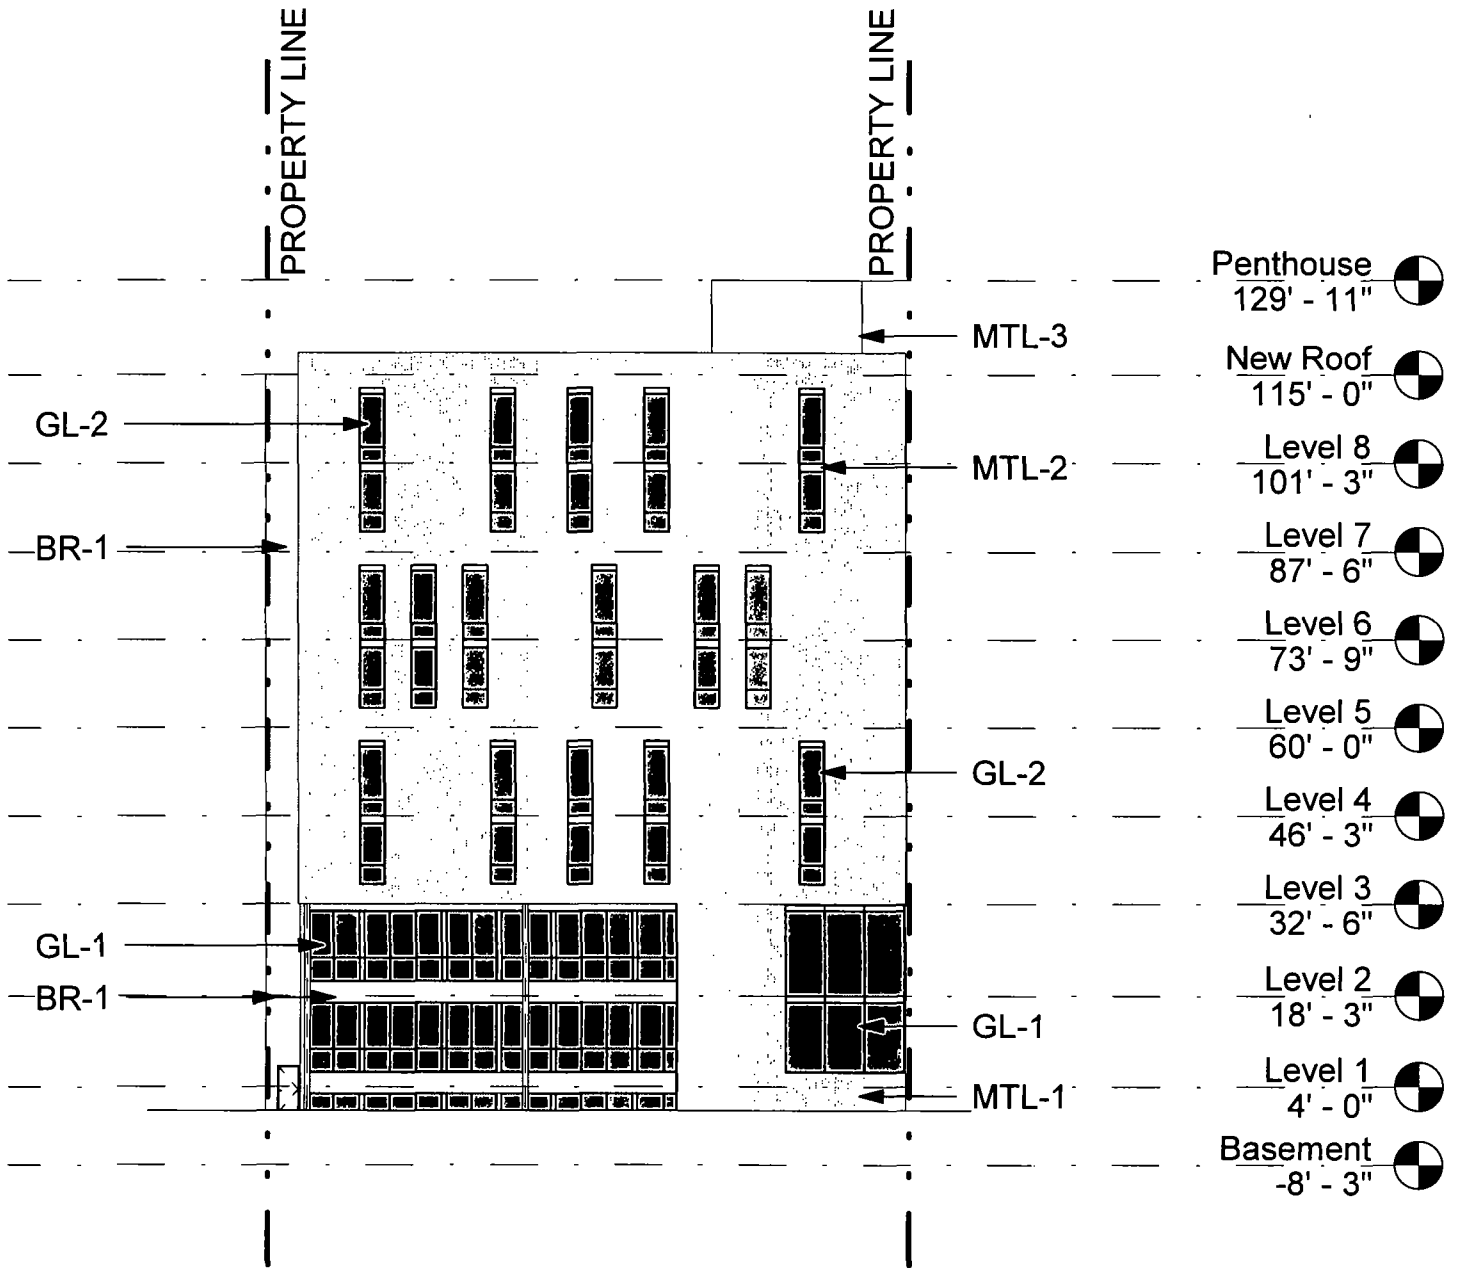 PROPERTY LINE
PROPERTY LINE
Penthouse
129' - 11"
MTL-3
New Roof
115' - 0"
GL-2
Level 8
101' - 3"
MTL-2
BR-1
Level 7
87' - 6"
Level 6
73' - 9"
Level 5
60' - 0"
GL-2
Level 4
46' - 3"
Level 3
32' - 6"
GL-1
BR-1
Level 2
18' - 3"
GL-1
Level 1
4' - 0"
MTL-1
Basement
-8' - 3"